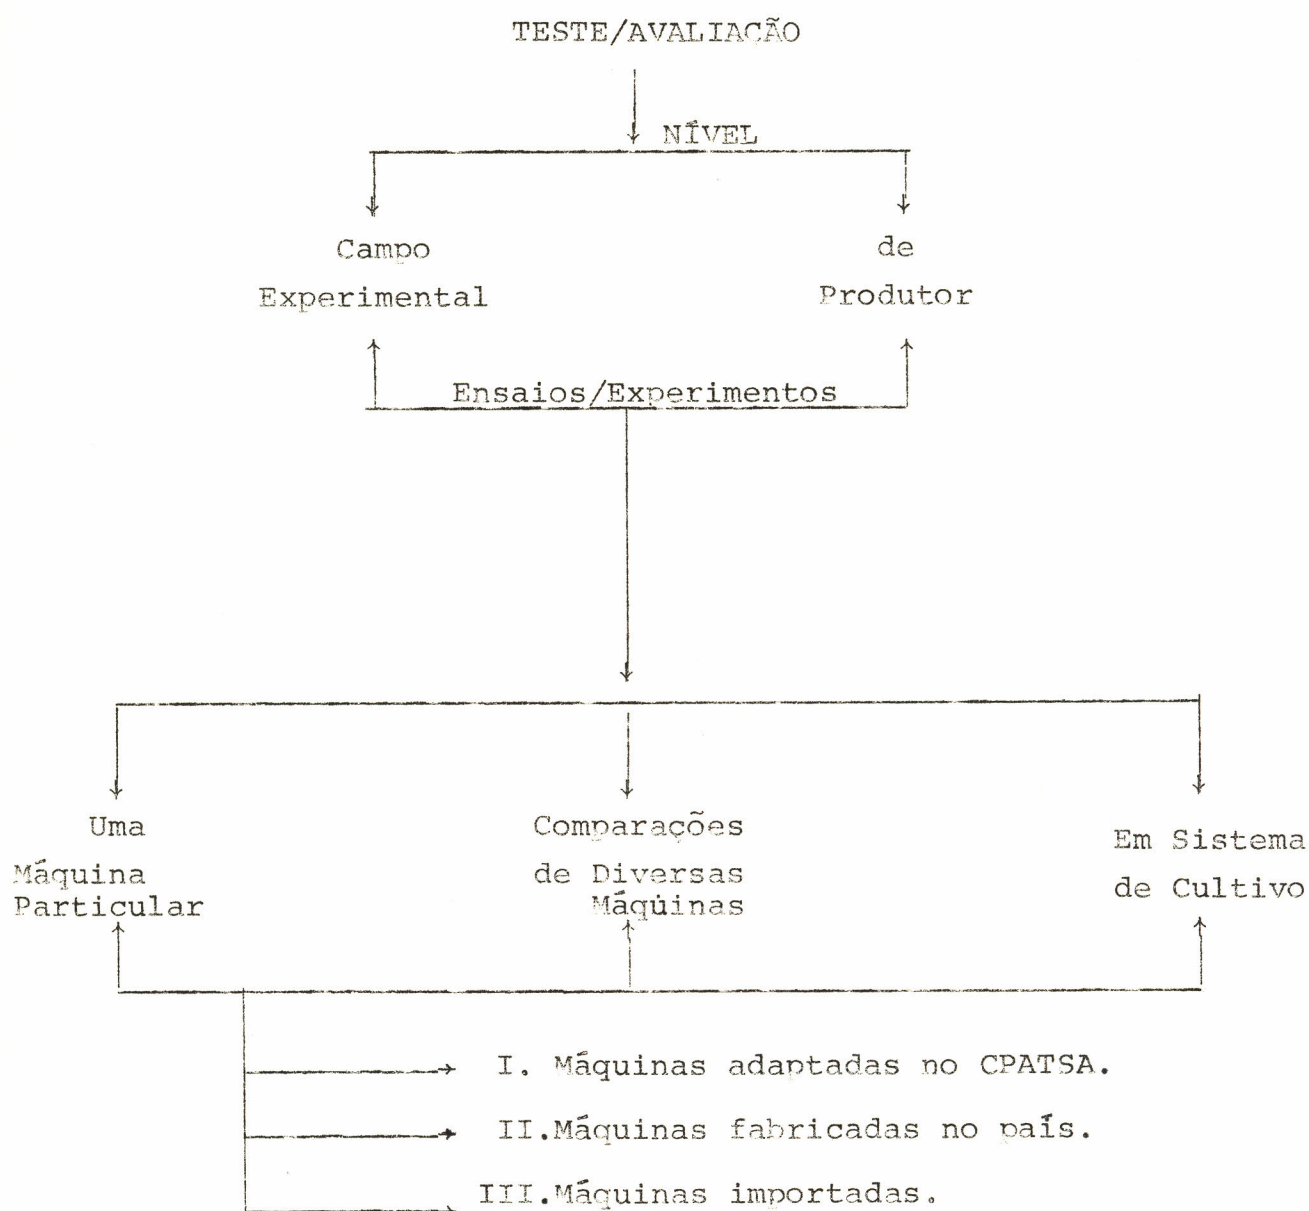 TESTE/AVALIAÇÃO
NÍVEL
Campo
Experimental
de
Produtor
Ensaios/Experimentos
Uma
Máquina
Particular
Comparações
de Diversas
Máquinas
Em Sistema
de Cultivo
I. Máquinas adaptadas no CPATSA.
II.Máquinas fabricadas no país.
III.Máquinas importadas.